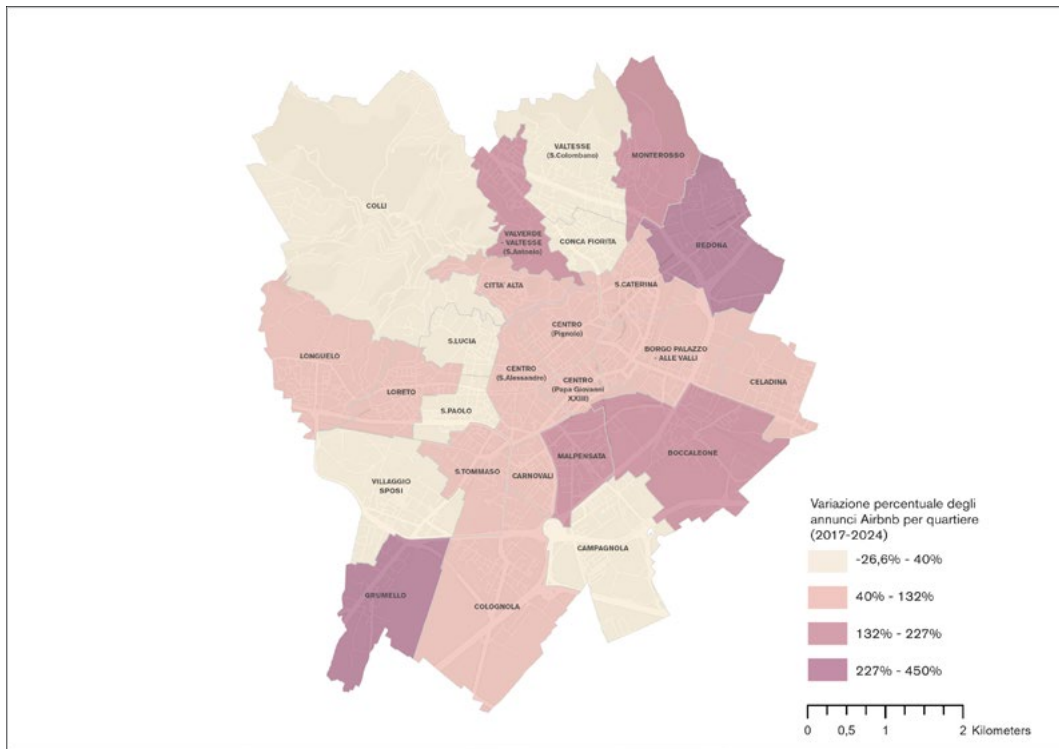 VALTESSE
(S.Colombano)
MONTEROSSO
COLLI
VALVERDE
- VALTESSE
(S.Antonio)
CONCA FIORITA
REDONA
CITTA' ALTA
S.CATERINA
CENTRO
(Pignolo)
S.LUCIA
LONGUELO
BORGO PALAZZO
- ALLE VALLI
CENTRO
(S.Alessandro)
CENTRO
(Papa Giovanni
XXIII)
CELADINA
LORETO
S.PAOLO
MALPENSATA
BOCCALEONE
S.TOMMASO
CARNOVALI
VILLAGGIO
SPOSI
CAMPAGNOLA
GRUMELLO
COLOGNOLA
Variazione percentuale degli
annunci Airbnb per quartiere
(2017-2024)
-26,6% - 40%
40% - 132%
132% - 227%
227% - 450%
0 0,5 1 2 Kilometers